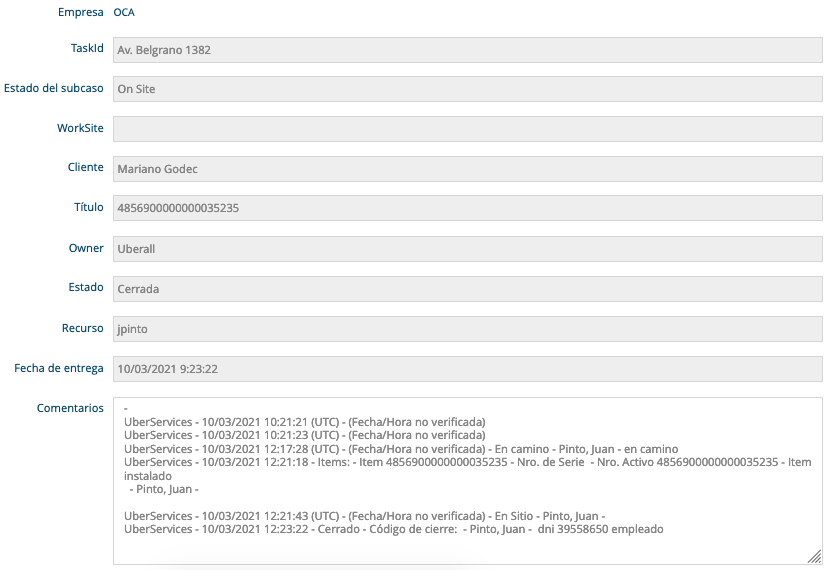 Empresa OCA
TaskId Av. Belgrano 1382
Estado del subcaso On Site
WorkSite
Cliente Mariano Godec
Título 4856900000000035235
Owner Uberall
Estado Cerrada
Recurso jpinto
Fecha de entrega 10/03/2021 9:23:22
Comentarios -
UberServices - 10/03/2021 10:21:21 (UTC) - (Fecha/Hora no verificada)
UberServices - 10/03/2021 10:21:23 (UTC) - (Fecha/Hora no verificada)
UberServices - 10/03/2021 12:17:28 (UTC) - (Fecha/Hora no verificada) - En camino - Pinto, Juan - en camino
UberServices - 10/03/2021 12:21:18 - Items: - Item 4856900000000035235 - Nro. de Serie  - Nro. Activo 4856900000000035235 - Item
instalado
- Pinto, Juan -
UberServices - 10/03/2021 12:21:43 (UTC) - (Fecha/Hora no verificada) - En Sitio - Pinto, Juan -
UberServices - 10/03/2021 12:23:22 - Cerrado - Código de cierre:  - Pinto, Juan -  dni 39558650 empleado